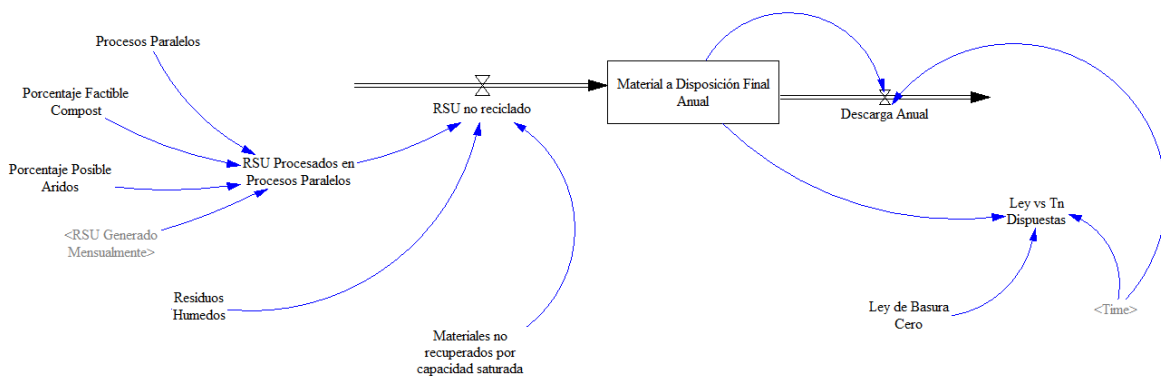 Procesos Paralelos
Porcentaje Factible
Compost
Porcentaje Posible
Aridos
<RSU Generado
Mensualmente>
RSU Procesados en
Procesos Paralelos
RSU no reciclado
Residuos
Humedos
Materiales no
recuperados por
capacidad saturada
Material a Disposición Final
Anual
Descarga Anual
Ley vs Tn
Dispuestas
Ley de Basura
Cero
<Time>